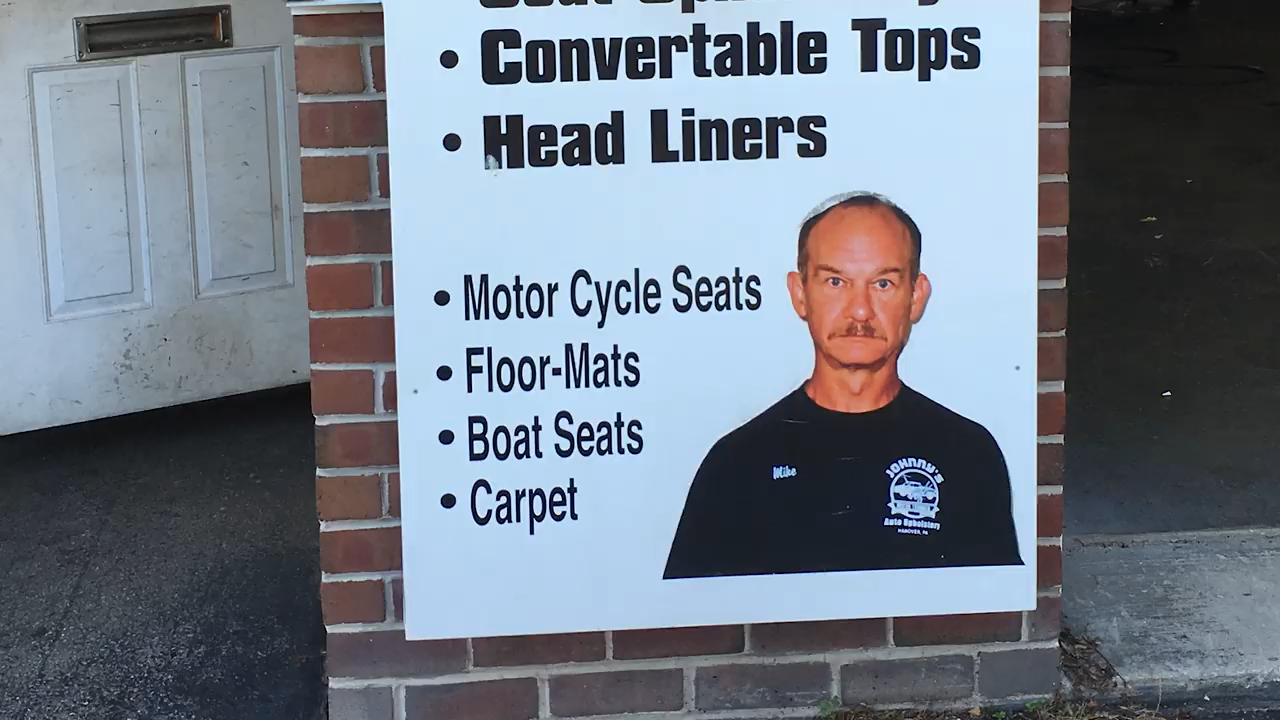 • Convertable Tops
• Head Liners
• Motor Cycle Seats
• Floor-Mats
• Boat Seats
• Carpet
Mike
JOHNNY'S
Auto Upholstery
HANOVER, PA